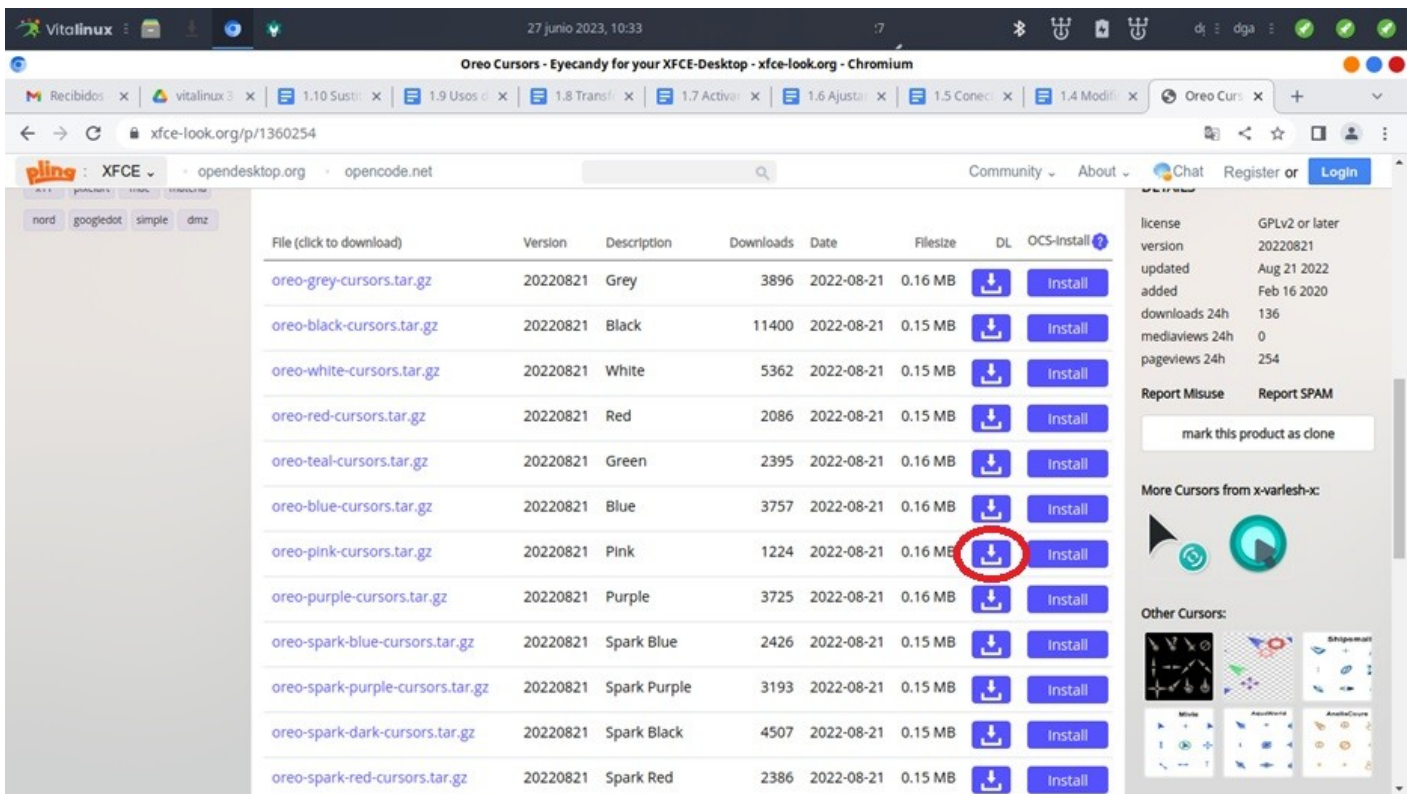 Vitalinux
27 junio 2023, 10:33
dga
Oreo Cursors - Eyecandy for your XFCE-Desktop - xfce-look.org - Chromium
Recibidos
vitalinux 3
1.10 Susti
1.9 Usos d
1.8 Transf
1.7 Activa
1.6 Ajusta
1.5 Conec
1.4 Modifi
Oreo Curs
xfce-look.org/p/1360254
pling : XFCE
opendesktop.org
opencode.net
Community
About
Chat
Register or
Login
nord googledot simple dmz
File (click to download) Version Description Downloads Date Filesize DL OCS-Install ?
oreo-grey-cursors.tar.gz 20220821 Grey 3896 2022-08-21 0.16 MB Install
oreo-black-cursors.tar.gz 20220821 Black 11400 2022-08-21 0.15 MB Install
oreo-white-cursors.tar.gz 20220821 White 5362 2022-08-21 0.15 MB Install
oreo-red-cursors.tar.gz 20220821 Red 2086 2022-08-21 0.15 MB Install
oreo-teal-cursors.tar.gz 20220821 Green 2395 2022-08-21 0.16 MB Install
oreo-blue-cursors.tar.gz 20220821 Blue 3757 2022-08-21 0.16 MB Install
oreo-pink-cursors.tar.gz 20220821 Pink 1224 2022-08-21 0.16 MB Install
oreo-purple-cursors.tar.gz 20220821 Purple 3725 2022-08-21 0.16 MB Install
oreo-spark-blue-cursors.tar.gz 20220821 Spark Blue 2426 2022-08-21 0.15 MB Install
oreo-spark-purple-cursors.tar.gz 20220821 Spark Purple 3193 2022-08-21 0.15 MB Install
oreo-spark-dark-cursors.tar.gz 20220821 Spark Black 4507 2022-08-21 0.15 MB Install
oreo-spark-red-cursors.tar.gz 20220821 Spark Red 2386 2022-08-21 0.15 MB Install
license GPLv2 or later
version 20220821
updated Aug 21 2022
added Feb 16 2020
downloads 24h 136
mediaviews 24h 0
pageviews 24h 254
Report Misuse Report SPAM
mark this product as clone
More Cursors from x-varlesh-x:
Other Cursors: